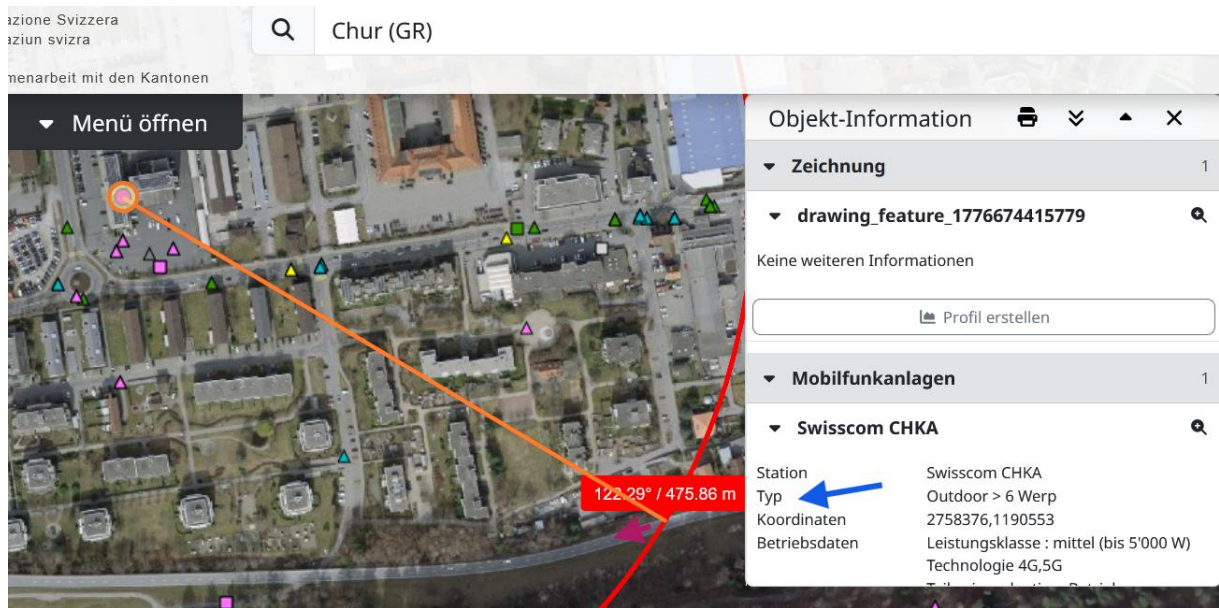 azione Svizzera
aziun svizra
menarbeit mit den Kantonen
Chur (GR)
Menü öffnen
122.29° / 475.86 m
Objekt-Information
Zeichnung 1
drawing_feature_1776674415779
Keine weiteren Informationen
Profil erstellen
Mobilfunkanlagen 1
Swisscom CHKA
Station Swisscom CHKA
Typ Outdoor > 6 Werp
Koordinaten 2758376,1190553
Betriebsdaten Leistungsklasse : mittel (bis 5'000 W)
Technologie 4G,5G